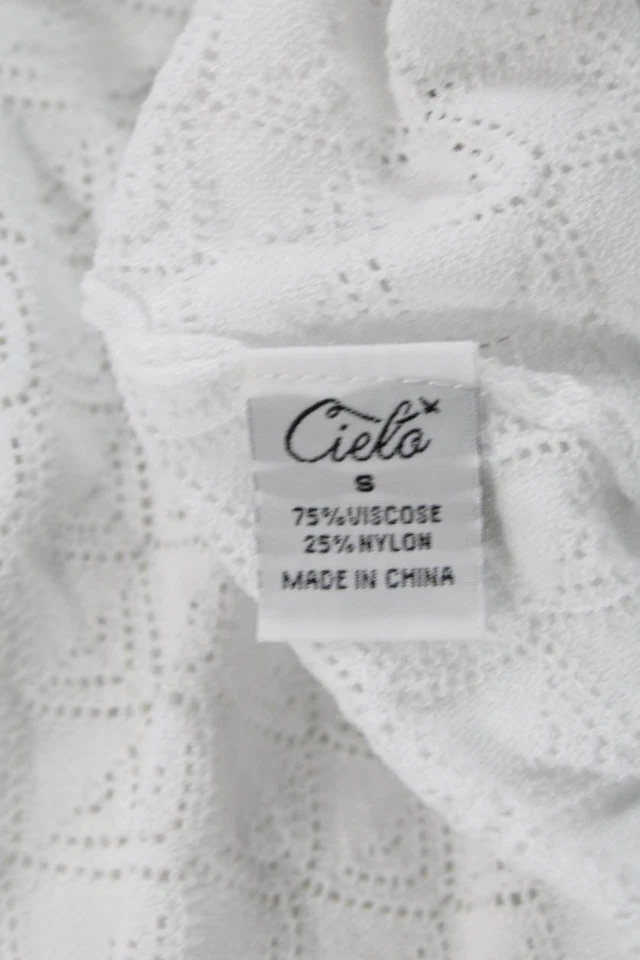 Cielo
S
75%VISCOSE
25%NYLON
MADE IN CHINA